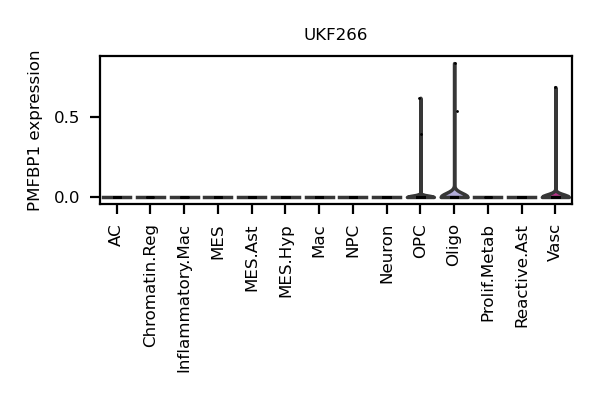 UKF266
PMFBP1 expression
0.5
0.0
AC
Chromatin.Reg
Inflammatory.Mac
MES
MES.Ast
MES.Hyp
Mac
NPC
Neuron
OPC
Oligo
Prolif.Metab
Reactive.Ast
Vasc